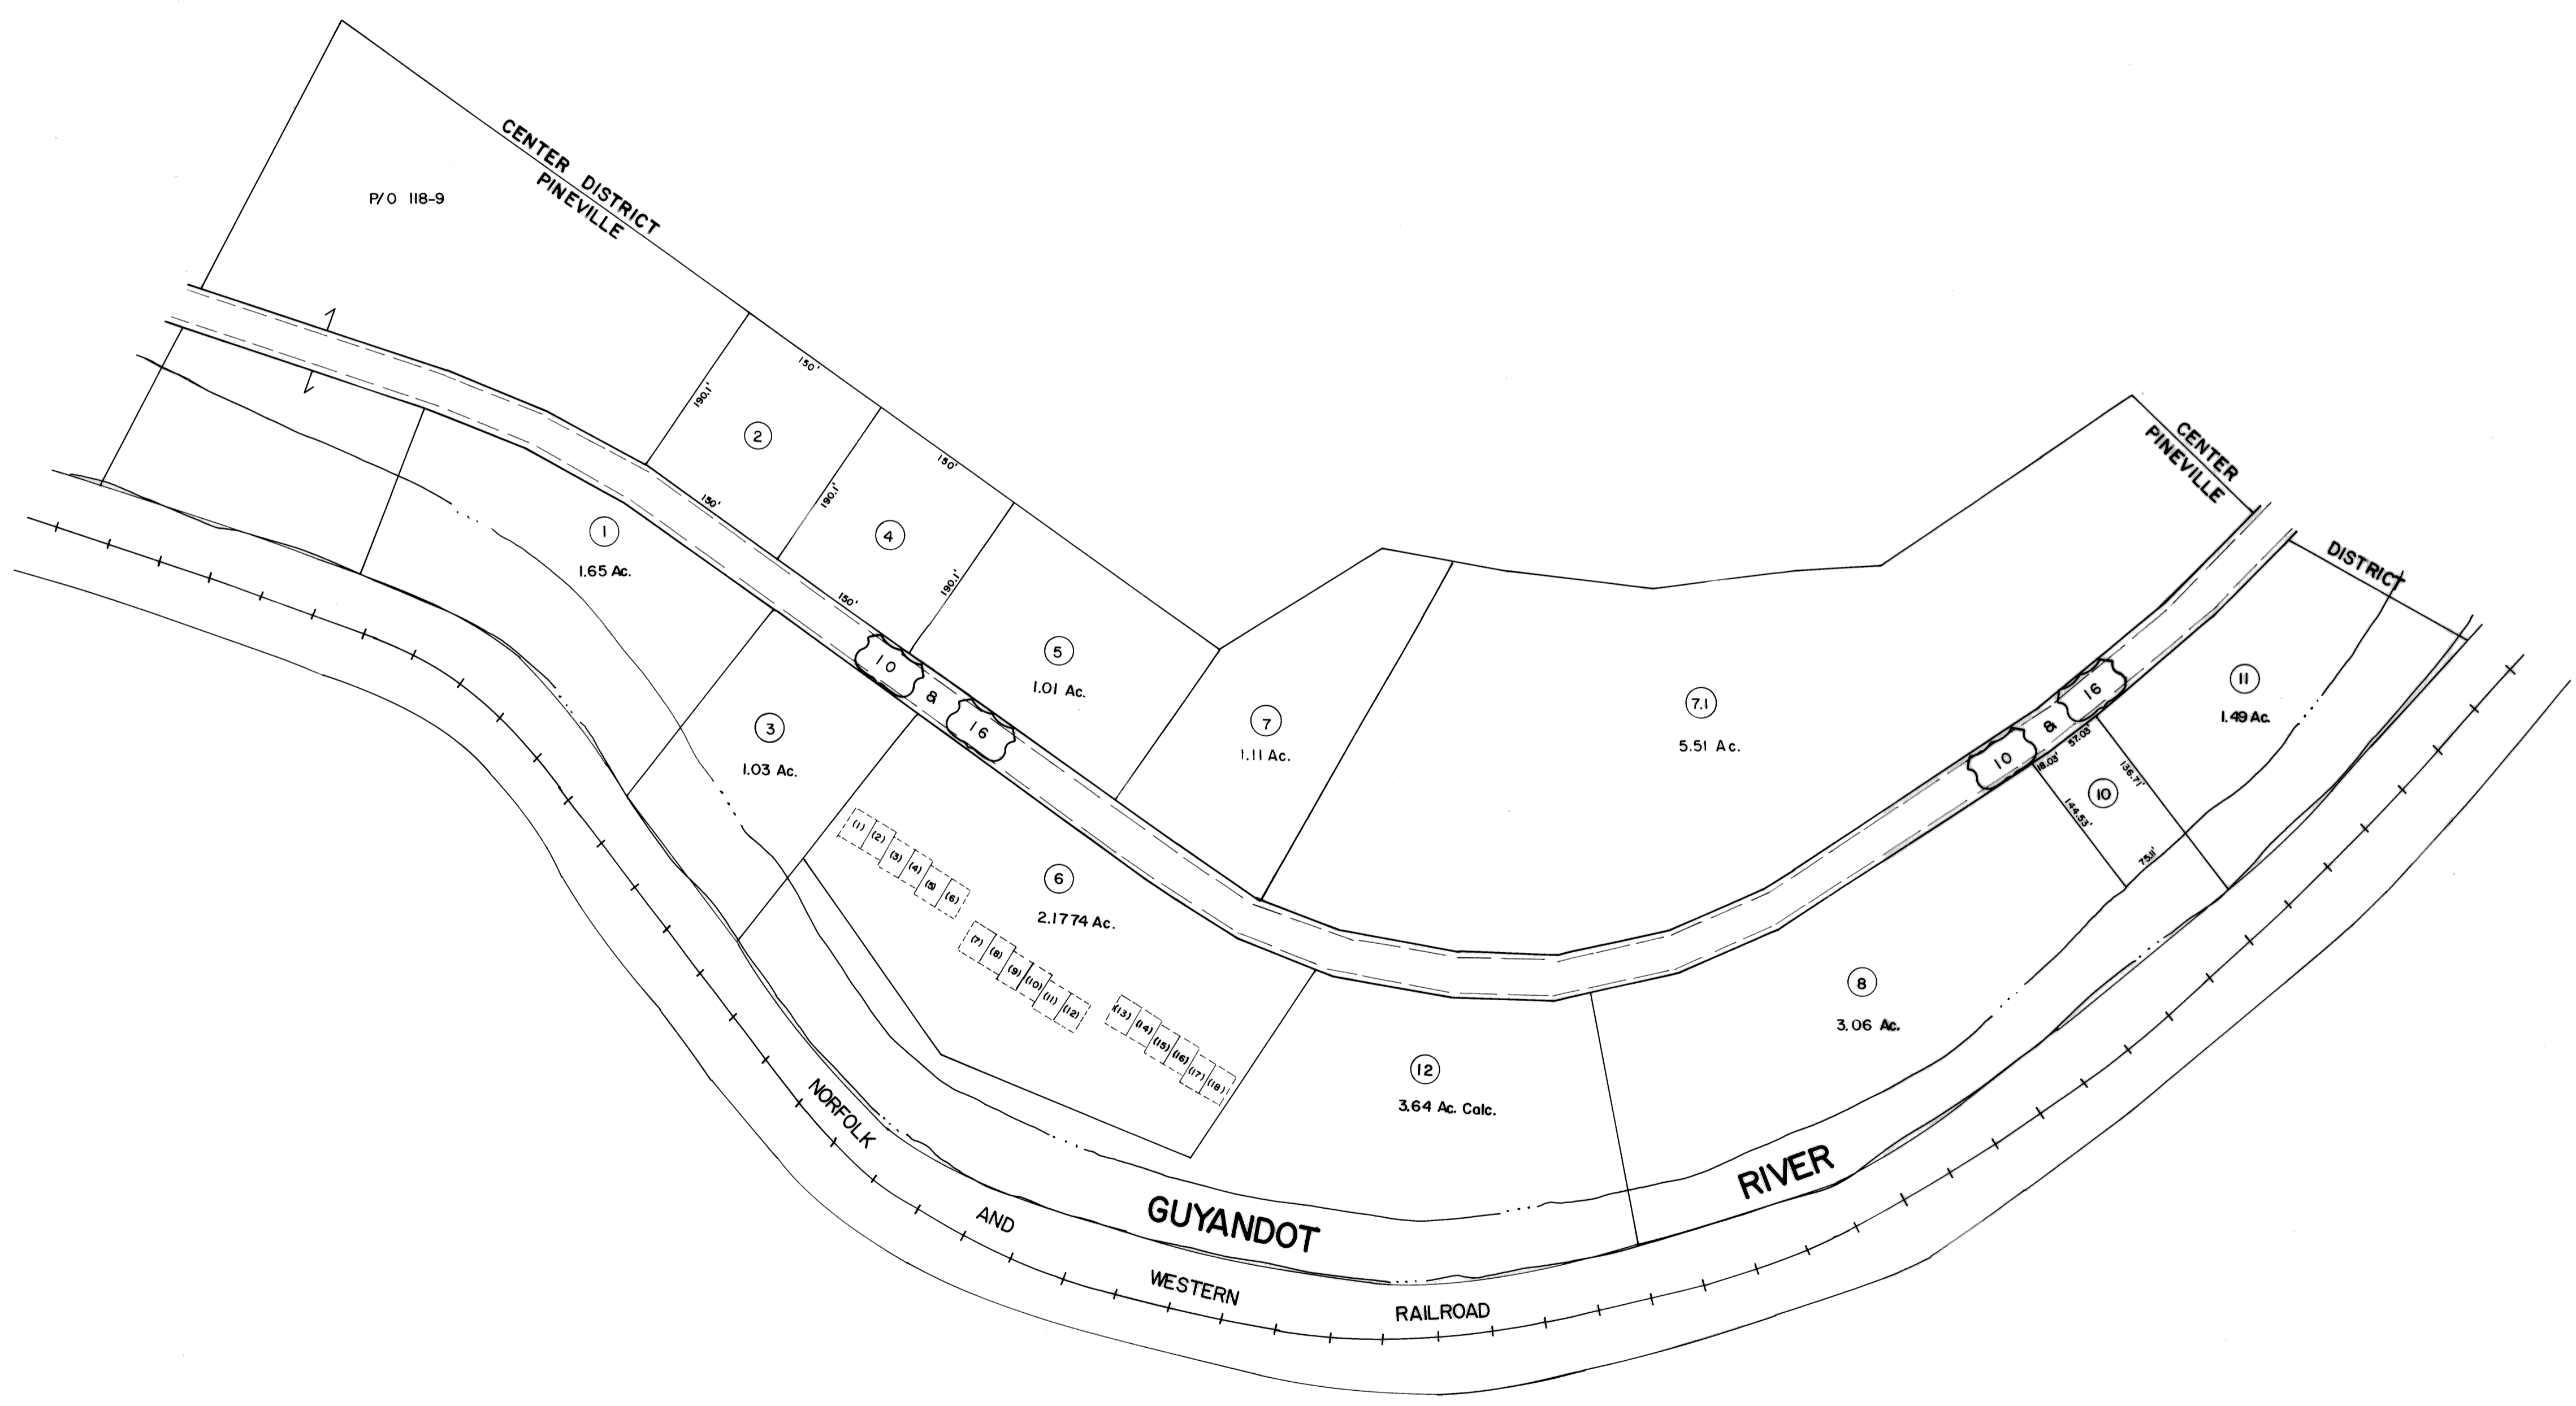 CENTER DISTRICT
PINEVILLE
P/O 118-9
150'
190.1'
2
190.1'
150'
150'
4
190.1'
150'
1
1.65 Ac.
5
1.01 Ac.
10 & 16
3
1.03 Ac.
7
1.11 Ac.
7.1
5.51 Ac.
CENTER
PINEVILLE
DISTRICT
11
1.49 Ac.
16
&
10
57.03'
18.03'
136.71'
10
144.53'
75.11'
(1) (2) (3) (4) (5) (6)
6
2.1774 Ac.
(7) (8) (9) (10) (11) (12)
(13) (14) (15) (16) (17) (18)
8
3.06 Ac.
12
3.64 Ac. Calc.
GUYANDOT RIVER
NORFOLK AND WESTERN RAILROAD